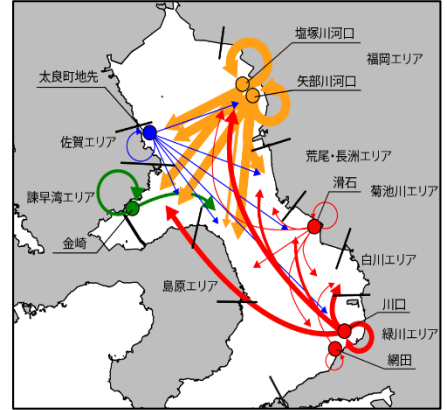 塩塚川河口
福岡エリア
太良町地先
矢部川河口
佐賀エリア
荒尾・長洲エリア
滑石
諫早湾エリア
菊池川エリア
金崎
白川エリア
島原エリア
川口
緑川エリア
網田